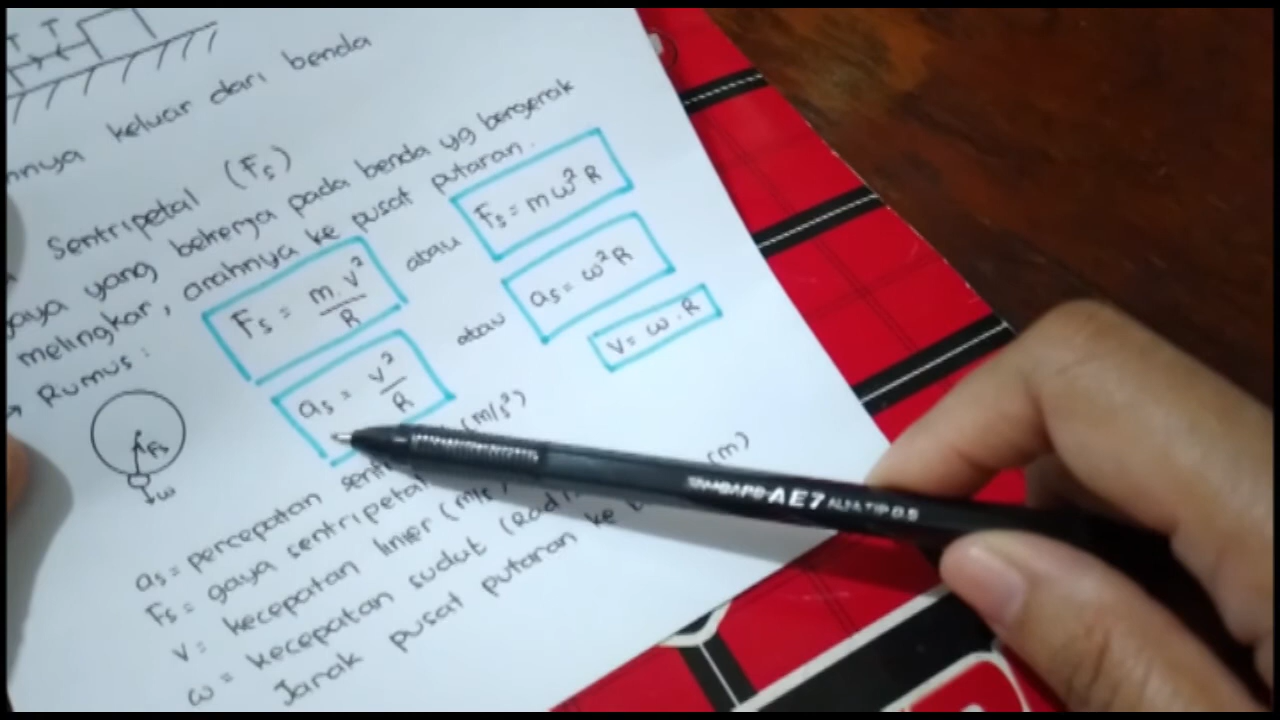 T T
keluar dari benda
Sentripetal (Fs)
gaya yang bekerja pada benda yg bergerak
melingkar, arahnya ke pusat putaran.
→ Rumus:
Fs = m.v²/R atau Fs = mω²R
as = v²/R atau as = ω²R
v = ω.R
Fs
ω
as = percepatan (m/s²)
Fs = gaya sentripetal
v = kecepatan linier (m/s
ω = kecepatan sudut (Rad
Jarak pusat putaran ke (m)
STANDARD AE7 ALFA TIP 0.5